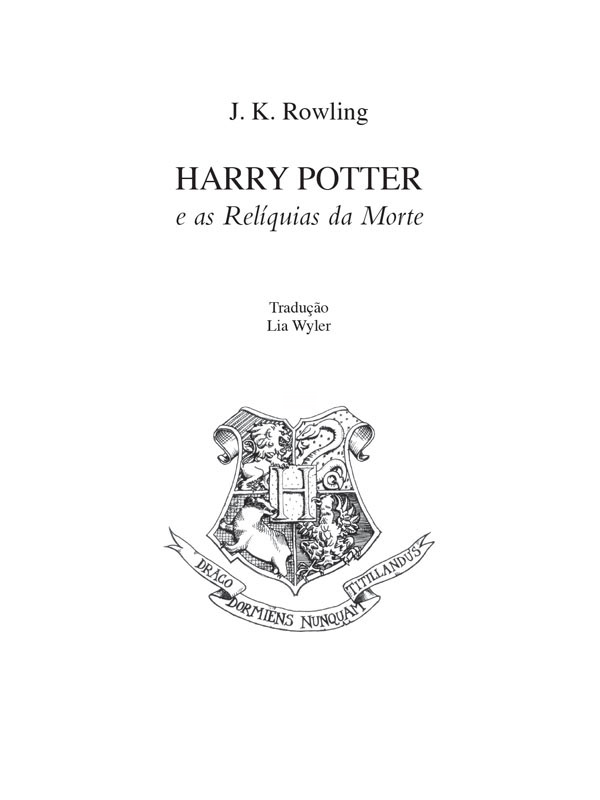 J. K. Rowling
HARRY POTTER
e as Relíquias da Morte
Tradução
Lia Wyler
H
DRACO
DORMIENS NUNQUAM
TITILLANDUS